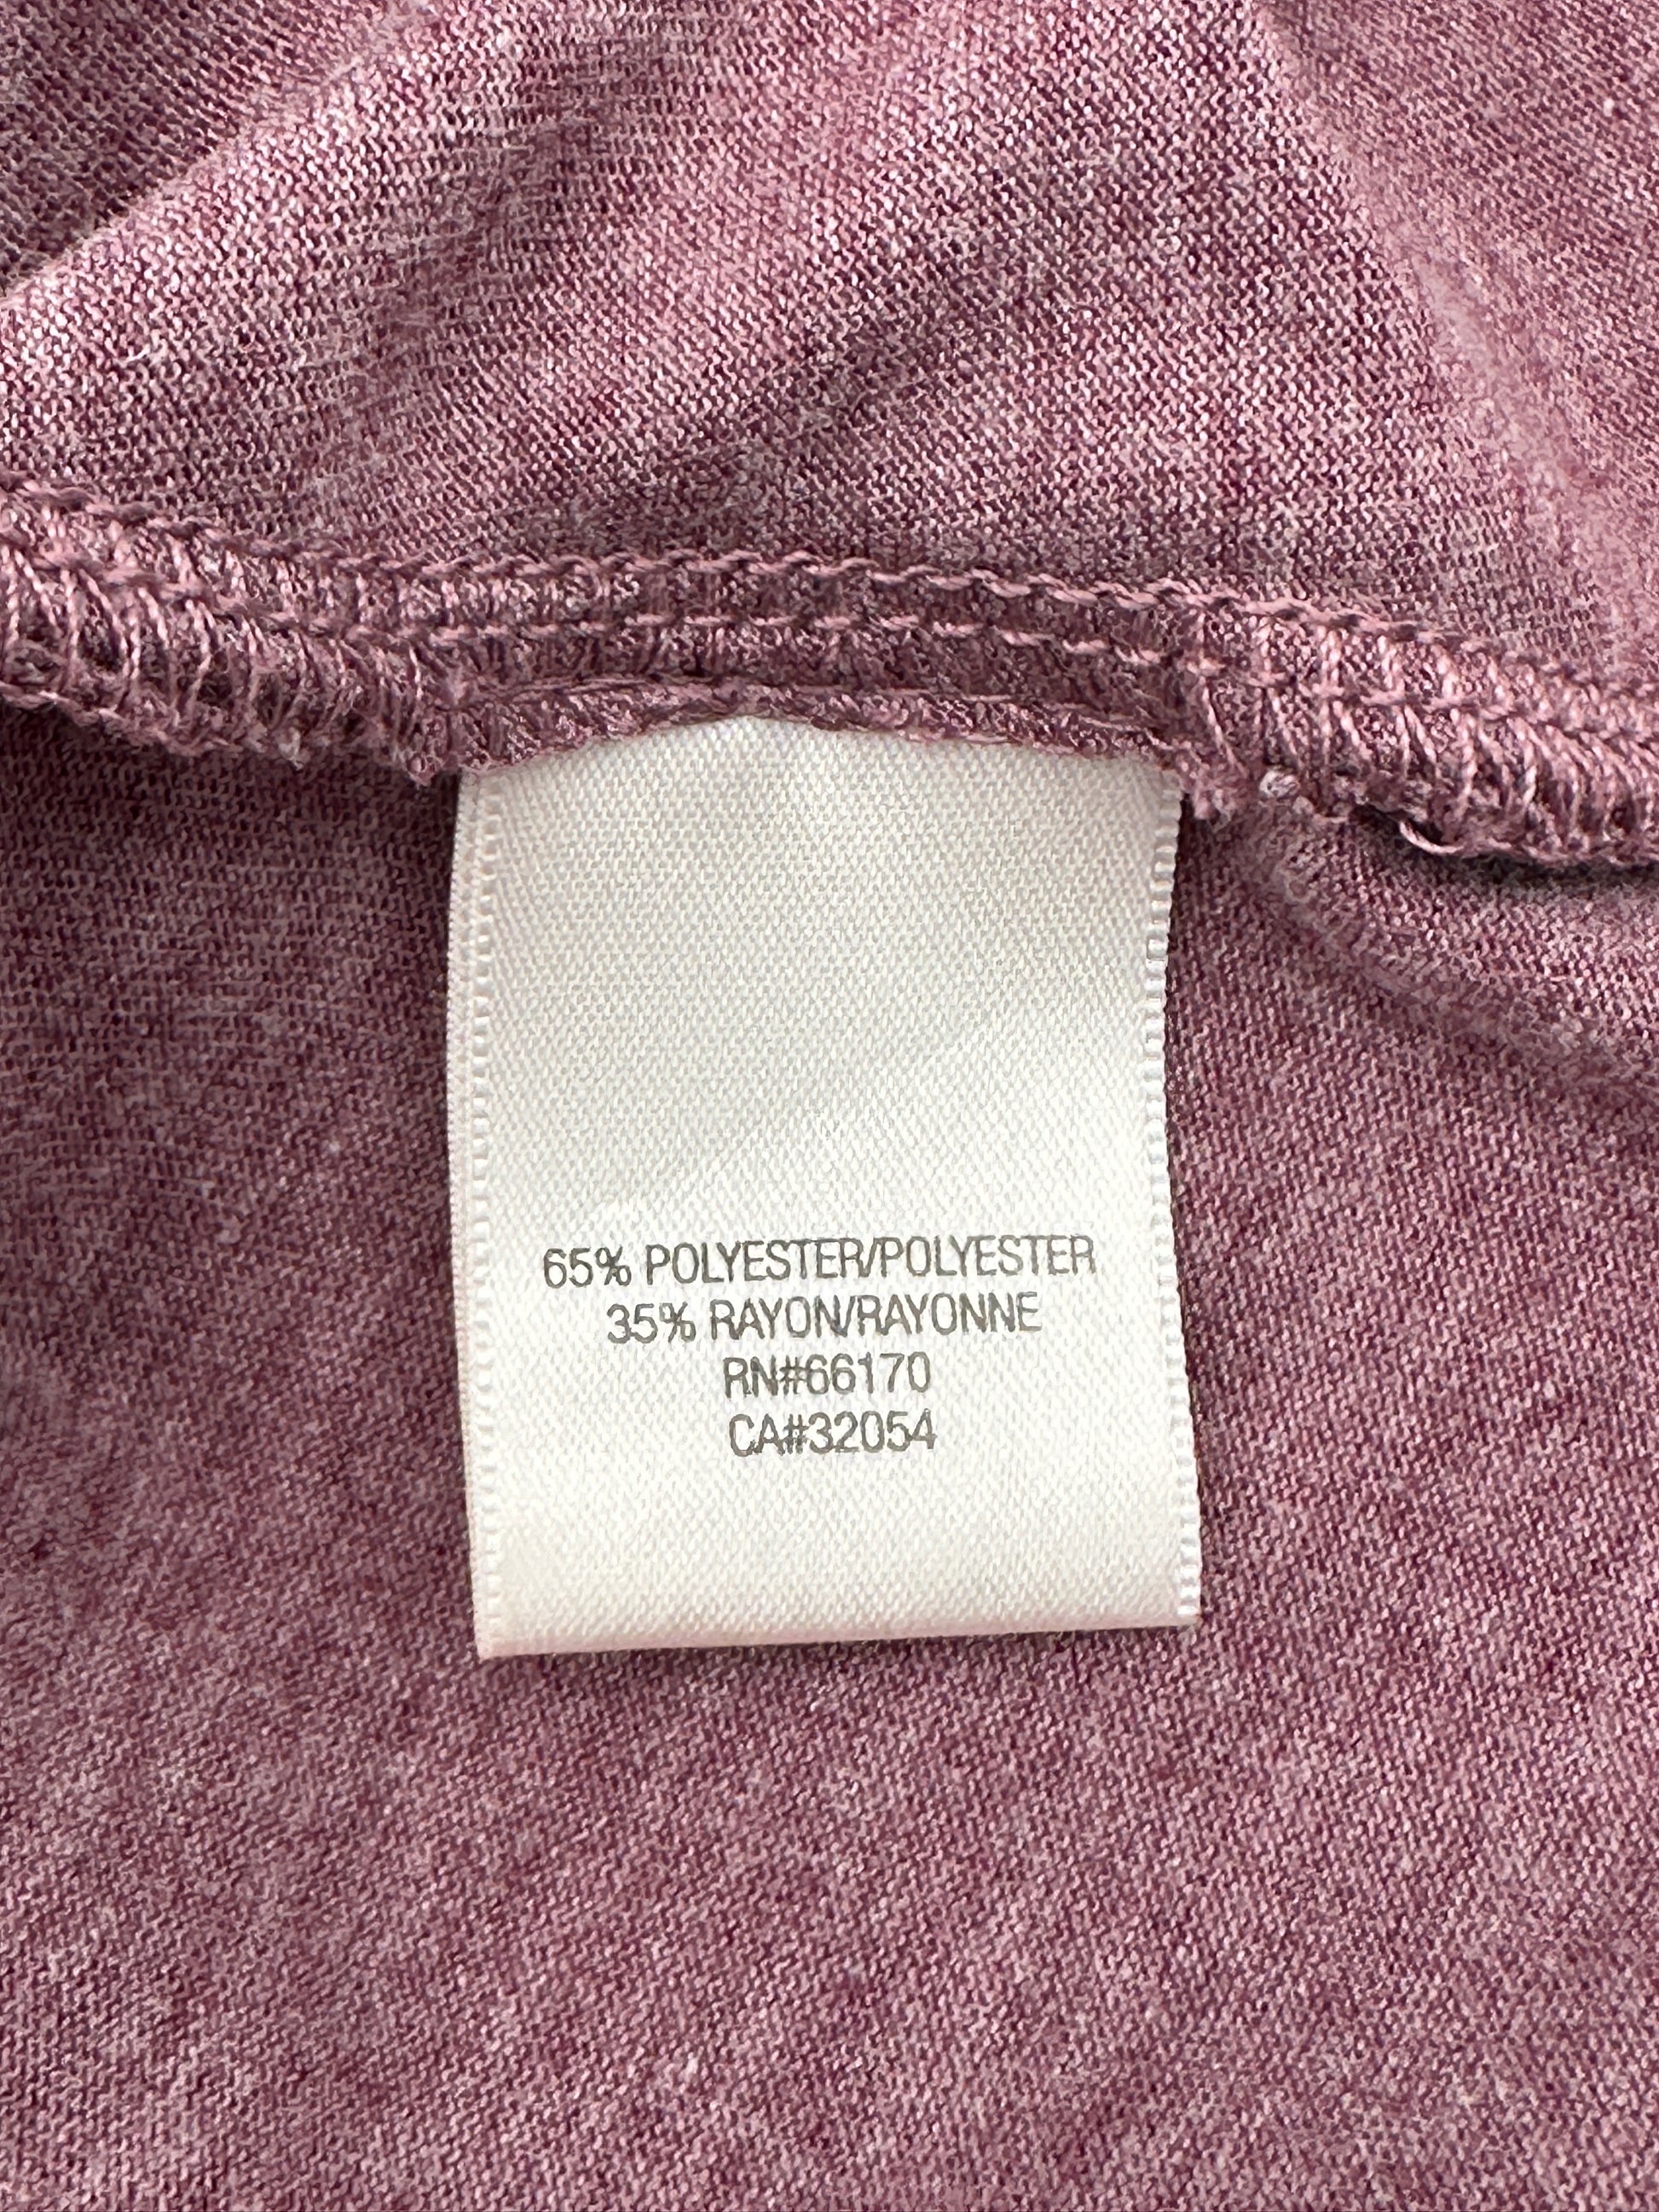 65% POLYESTER/POLYESTER
35% RAYON/RAYONNE
RN#66170
CA#32054